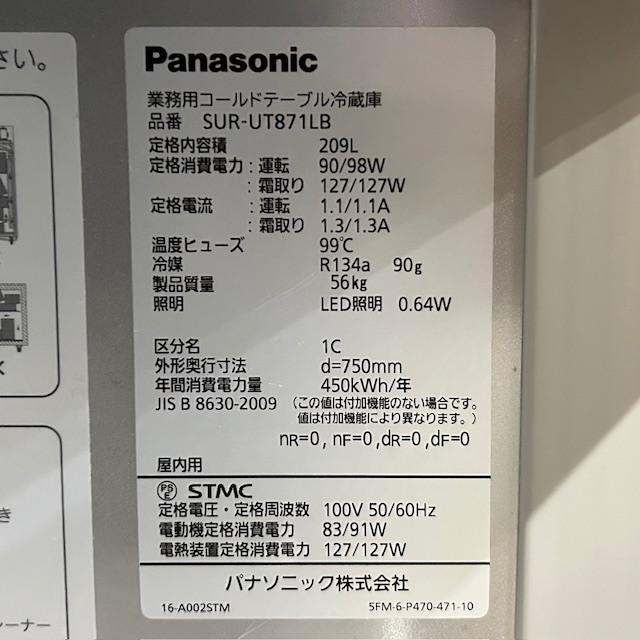 さい。
Panasonic
業務用コールドテーブル冷蔵庫
品番 SUR-UT871LB
定格内容積 209L
定格消費電力：運転 90/98W
：霜取り 127/127W
定格電流：運転 1.1/1.1A
：霜取り 1.3/1.3A
温度ヒューズ 99℃
冷媒 R134a 90g
製品質量 56kg
照明 LED照明 0.64W
区分名 1C
外形奥行寸法 d=750mm
年間消費電力量 450kWh/年
JIS B 8630-2009 （この値は付加機能のない場合です。
値は付加機能により異なります。）
nR=0, nF=0,dR=0,dF=0
屋内用
PSE STMC
定格電圧・定格周波数 100V 50/60Hz
電動機定格消費電力 83/91W
電熱装置定格消費電力 127/127W
パナソニック株式会社
16-A002STM 5FM-6-P470-471-10
き
レーナー